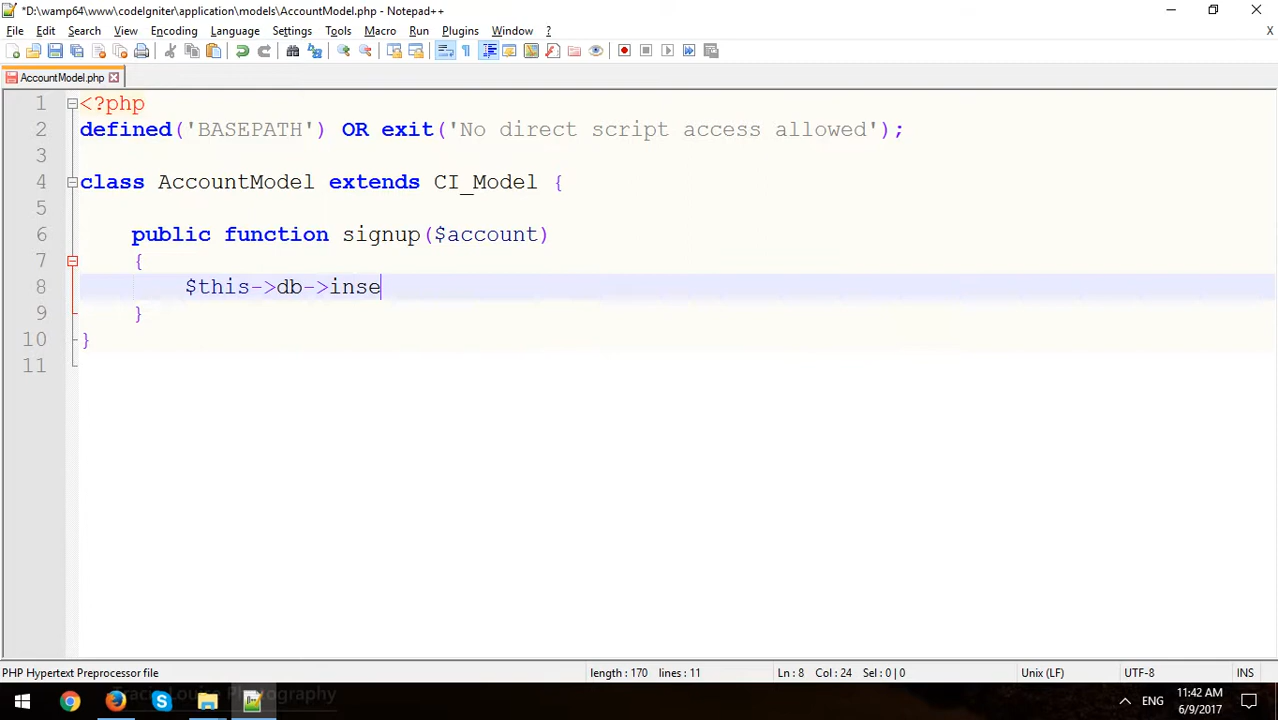 *D:\wamp64\www\codeIgniter\application\models\AccountModel.php - Notepad++
File Edit Search View Encoding Language Settings Tools Macro Run Plugins Window ? X
AccountModel.php
1 <?php
2 defined('BASEPATH') OR exit('No direct script access allowed');
3
4 class AccountModel extends CI_Model {
5
6 public function signup($account)
7 {
8 $this->db->inse
9 }
10 }
11
PHP Hypertext Preprocessor file length : 170 lines : 11 Ln : 8 Col : 24 Sel : 0 | 0 Unix (LF) UTF-8 INS
Photography
ENG
11:42 AM
6/9/2017